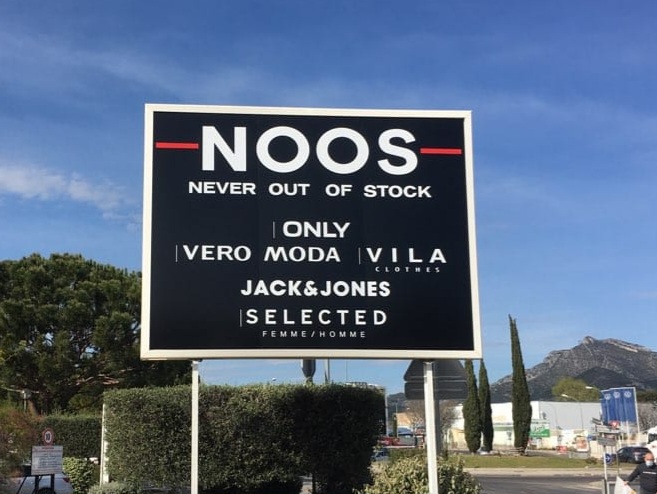 NOOS
NEVER OUT OF STOCK
ONLY
VERO MODA VILA
CLOTHES
JACK&JONES
SELECTED
FEMME/HOMME